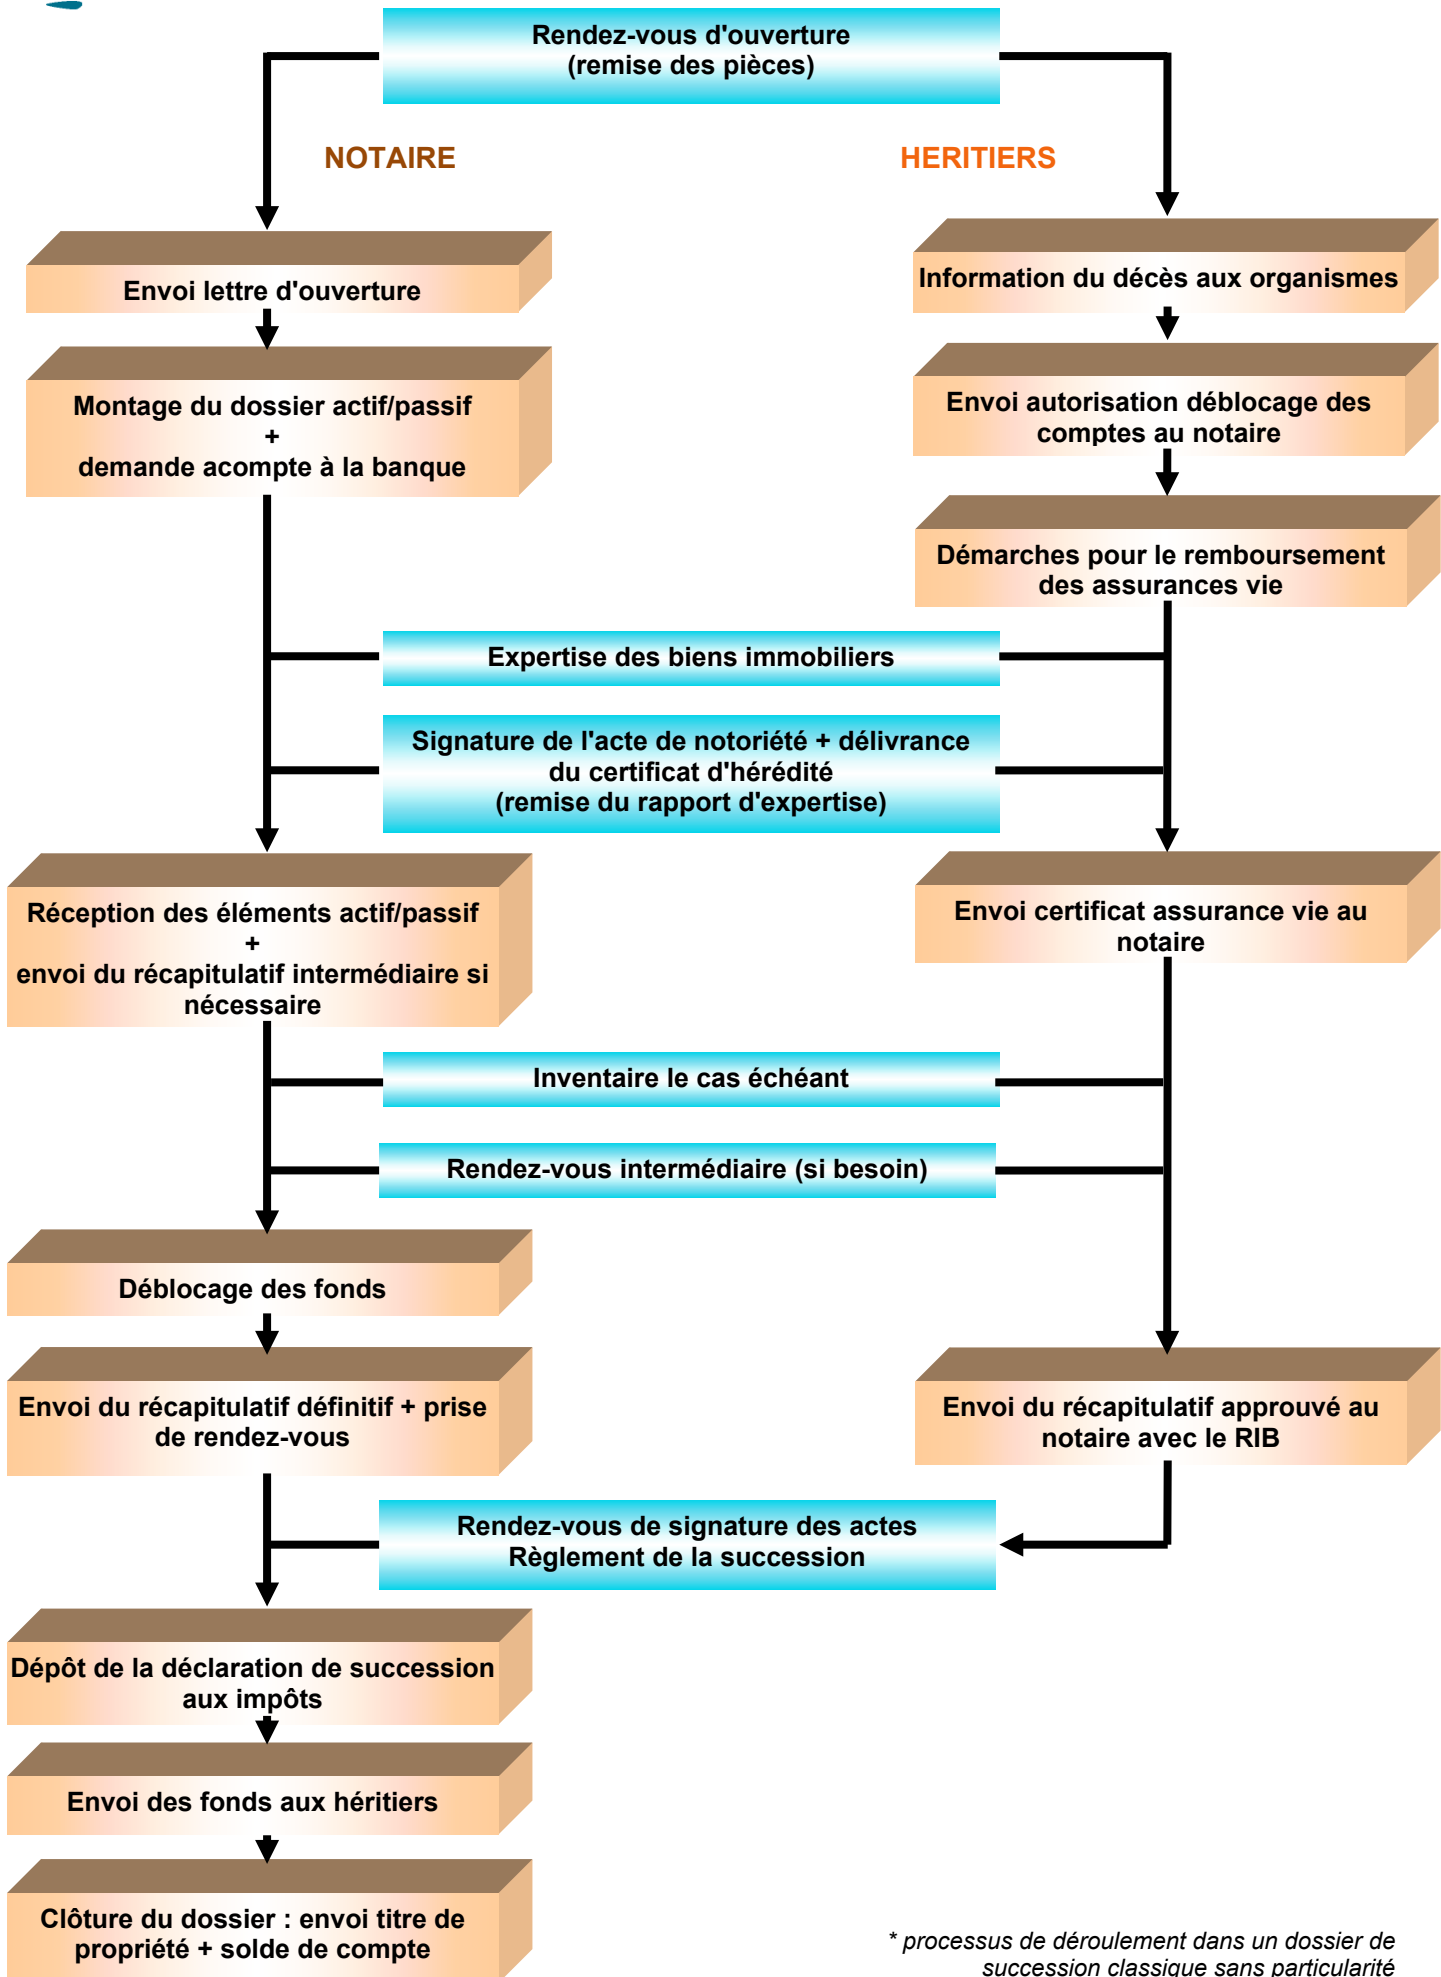 Rendez-vous d'ouverture
(remise des pièces)
NOTAIRE
HERITIERS
Envoi lettre d'ouverture
Information du décès aux organismes
Montage du dossier actif/passif
+
demande acompte à la banque
Envoi autorisation déblocage des
comptes au notaire
Démarches pour le remboursement
des assurances vie
Expertise des biens immobiliers
Signature de l'acte de notoriété + délivrance
du certificat d'hérédité
(remise du rapport d'expertise)
Réception des éléments actif/passif
+
envoi du récapitulatif intermédiaire si
nécessaire
Envoi certificat assurance vie au
notaire
Inventaire le cas échéant
Rendez-vous intermédiaire (si besoin)
Déblocage des fonds
Envoi du récapitulatif définitif + prise
de rendez-vous
Envoi du récapitulatif approuvé au
notaire avec le RIB
Rendez-vous de signature des actes
Règlement de la succession
Dépôt de la déclaration de succession
aux impôts
Envoi des fonds aux héritiers
Clôture du dossier : envoi titre de
propriété + solde de compte
* processus de déroulement dans un dossier de
succession classique sans particularité